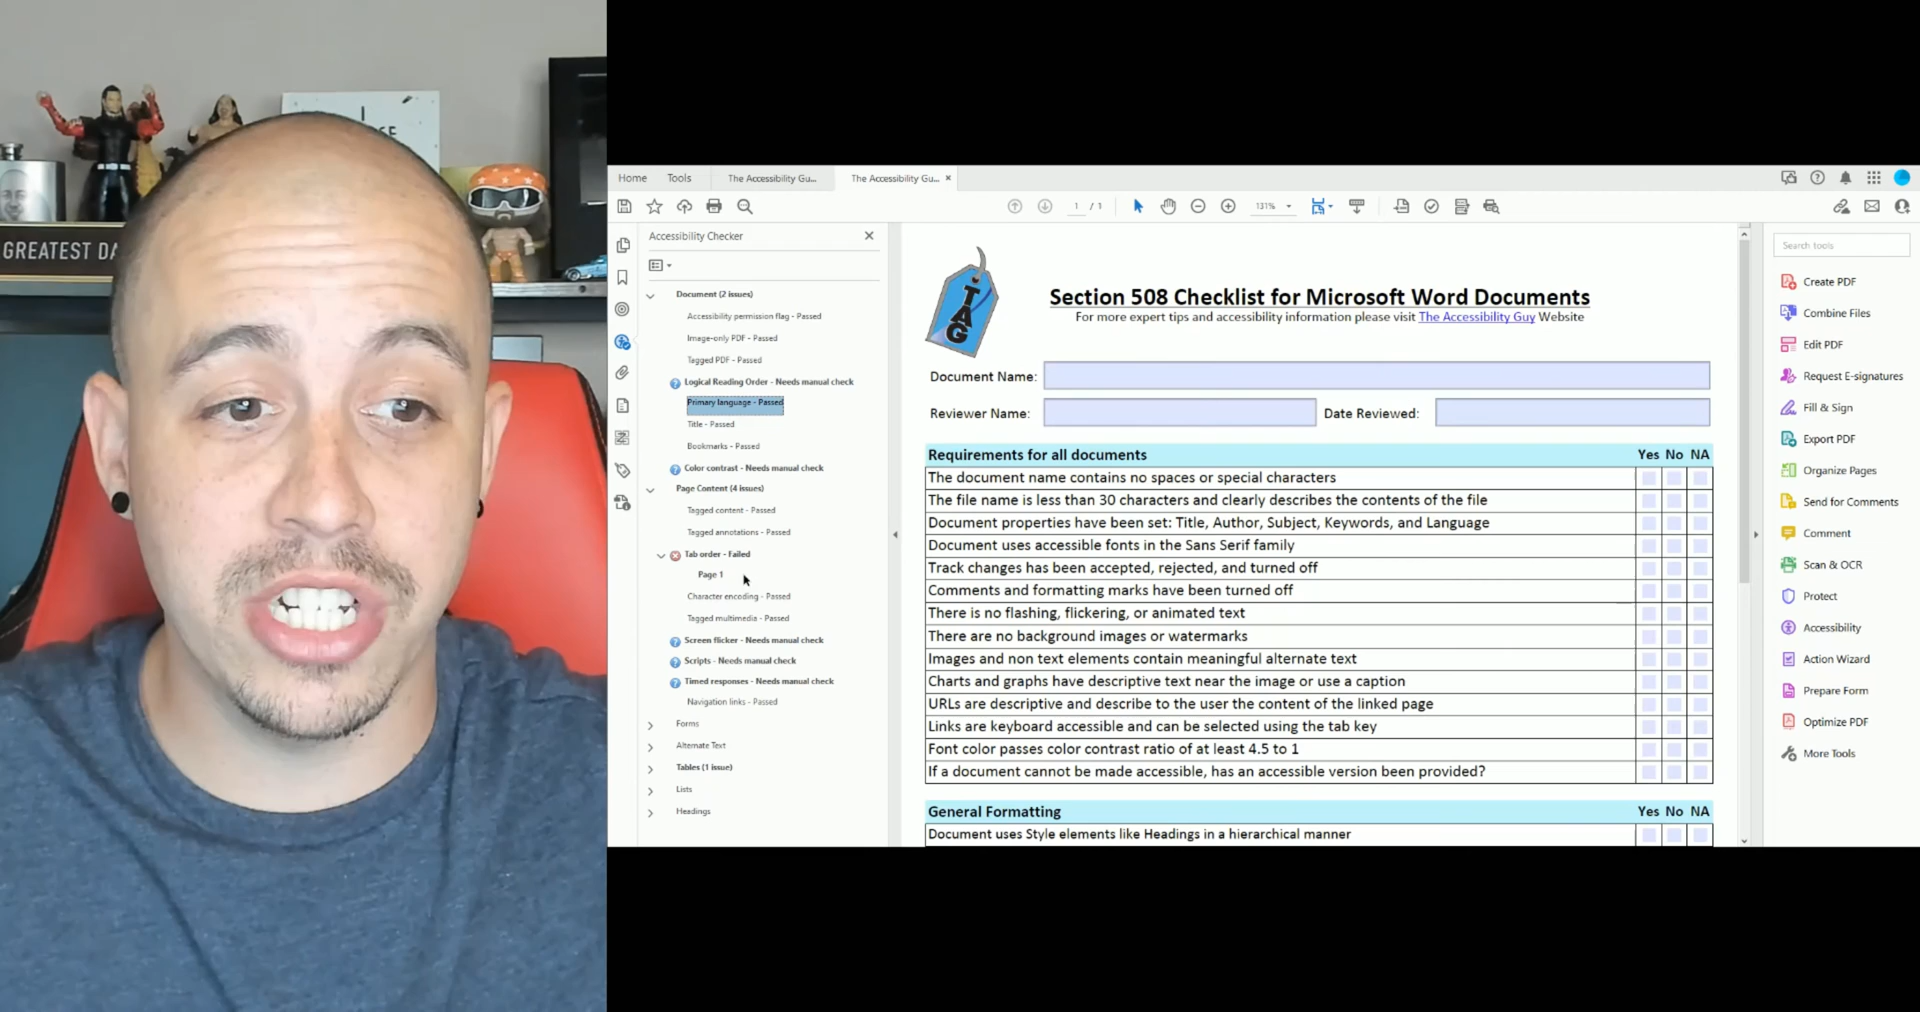 GREATEST DA
Home
Tools
The Accessibility Gu...
The Accessibility Gu...
1 / 1
131%
Accessibility Checker
Document (2 issues)
Accessibility permission flag - Passed
Image-only PDF - Passed
Tagged PDF - Passed
Logical Reading Order - Needs manual check
Primary language - Passed
Title - Passed
Bookmarks - Passed
Color contrast - Needs manual check
Page Content (4 issues)
Tagged content - Passed
Tagged annotations - Passed
Tab order - Failed
Page 1
Character encoding - Passed
Tagged multimedia - Passed
Screen flicker - Needs manual check
Scripts - Needs manual check
Timed responses - Needs manual check
Navigation links - Passed
Forms
Alternate Text
Tables (1 issue)
Lists
Headings
TAG
Section 508 Checklist for Microsoft Word Documents
For more expert tips and accessibility information please visit The Accessibility Guy Website
Document Name:
Reviewer Name:
Date Reviewed:
Requirements for all documents Yes No NA
The document name contains no spaces or special characters
The file name is less than 30 characters and clearly describes the contents of the file
Document properties have been set: Title, Author, Subject, Keywords, and Language
Document uses accessible fonts in the Sans Serif family
Track changes has been accepted, rejected, and turned off
Comments and formatting marks have been turned off
There is no flashing, flickering, or animated text
There are no background images or watermarks
Images and non text elements contain meaningful alternate text
Charts and graphs have descriptive text near the image or use a caption
URLs are descriptive and describe to the user the content of the linked page
Links are keyboard accessible and can be selected using the tab key
Font color passes color contrast ratio of at least 4.5 to 1
If a document cannot be made accessible, has an accessible version been provided?
General Formatting Yes No NA
Document uses Style elements like Headings in a hierarchical manner
Search tools
Create PDF
Combine Files
Edit PDF
Request E-signatures
Fill & Sign
Export PDF
Organize Pages
Send for Comments
Comment
Scan & OCR
Protect
Accessibility
Action Wizard
Prepare Form
Optimize PDF
More Tools